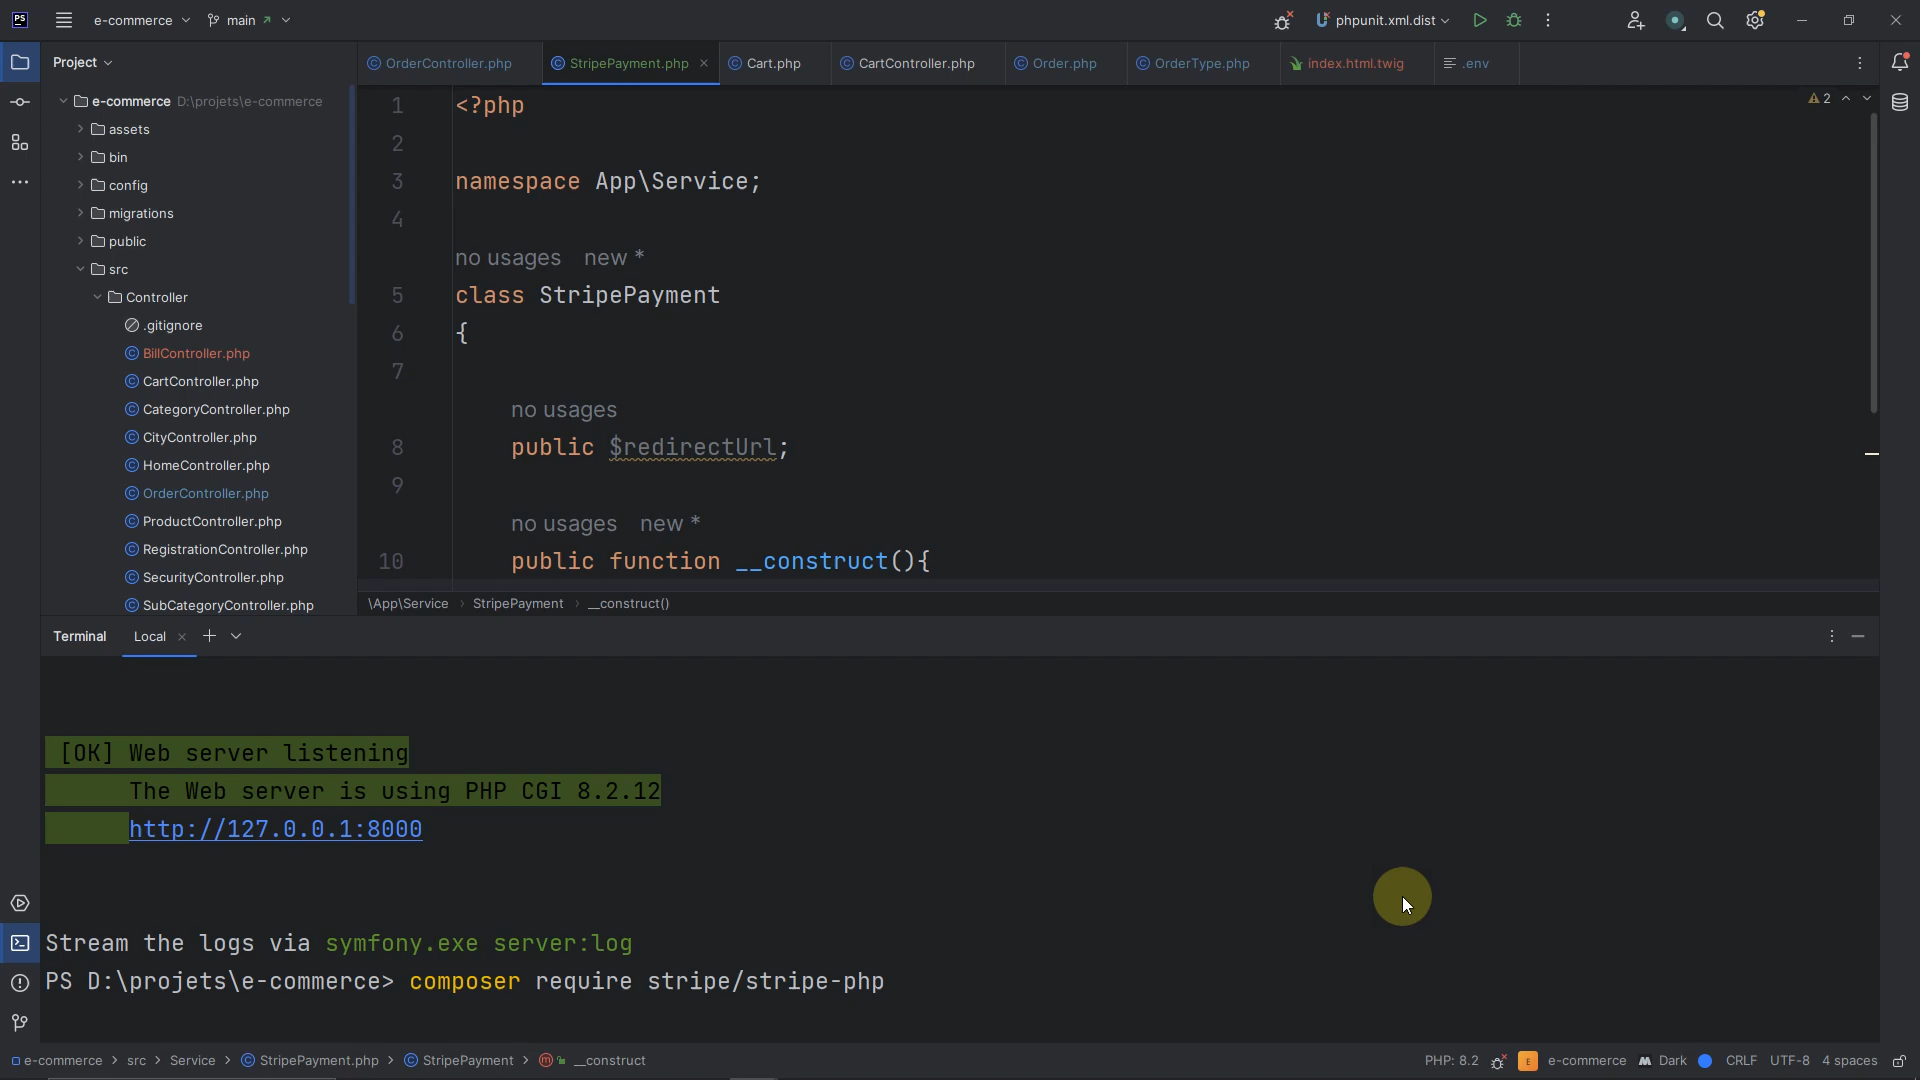 PS
e-commerce
main
phpunit.xml.dist
Project
OrderController.php
StripePayment.php
Cart.php
CartController.php
Order.php
OrderType.php
index.html.twig
.env
e-commerce D:\projets\e-commerce
assets
bin
config
migrations
public
src
Controller
.gitignore
BillController.php
CartController.php
CategoryController.php
CityController.php
HomeController.php
OrderController.php
ProductController.php
RegistrationController.php
SecurityController.php
SubCategoryController.php
2
1 <?php
2
3 namespace App\Service;
4
no usages new *
5 class StripePayment
6 {
7
no usages
8 public $redirectUrl;
9
no usages new *
10 public function __construct(){
\App\Service › StripePayment › __construct()
Terminal
Local
[OK] Web server listening
The Web server is using PHP CGI 8.2.12
http://127.0.0.1:8000
Stream the logs via symfony.exe server:log
PS D:\projets\e-commerce> composer require stripe/stripe-php
e-commerce › src › Service › StripePayment.php › StripePayment › __construct
PHP: 8.2
E
e-commerce
Dark
CRLF
UTF-8
4 spaces